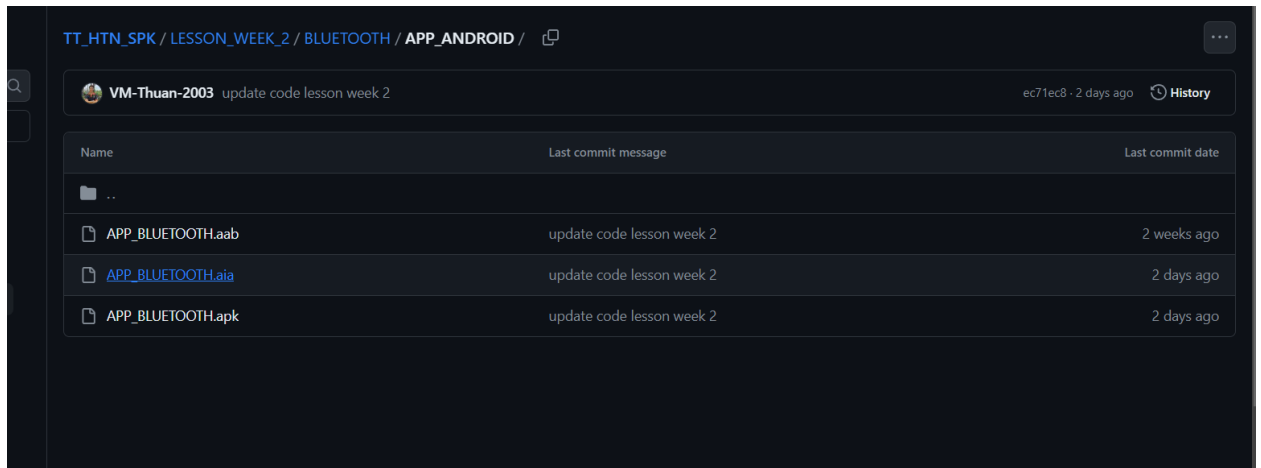 TT_HTN_SPK / LESSON_WEEK_2 / BLUETOOTH / APP_ANDROID /
VM-Thuan-2003 update code lesson week 2 ec71ec8 · 2 days ago History
Name Last commit message Last commit date
..
APP_BLUETOOTH.aab update code lesson week 2 2 weeks ago
APP_BLUETOOTH.aia update code lesson week 2 2 days ago
APP_BLUETOOTH.apk update code lesson week 2 2 days ago